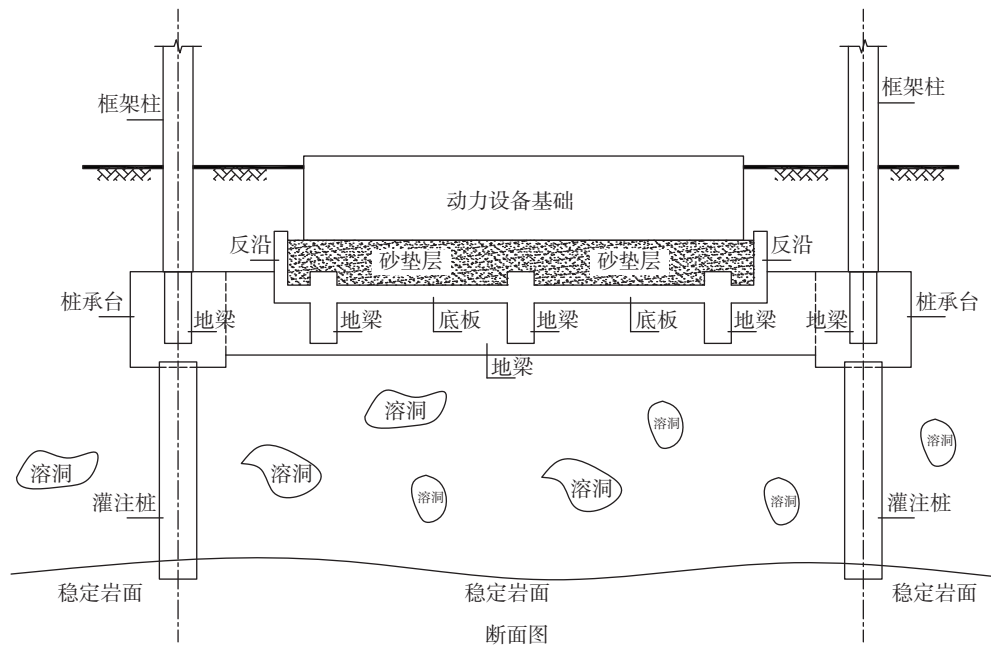 框架柱
框架柱
动力设备基础
反沿
反沿
砂垫层
砂垫层
桩承台
地梁
地梁
底板
地梁
底板
地梁
地梁
桩承台
地梁
溶洞
溶洞
溶洞
溶洞
溶洞
溶洞
溶洞
溶洞
灌注桩
灌注桩
稳定岩面
稳定岩面
稳定岩面
断面图